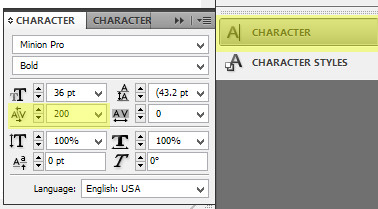 CHARACTER CHARACTER
Minion Pro
Bold
36 pt (43.2 pt
200 0
100% 100%
0 pt 0°
Language: English: USA
CHARACTER
CHARACTER STYLES